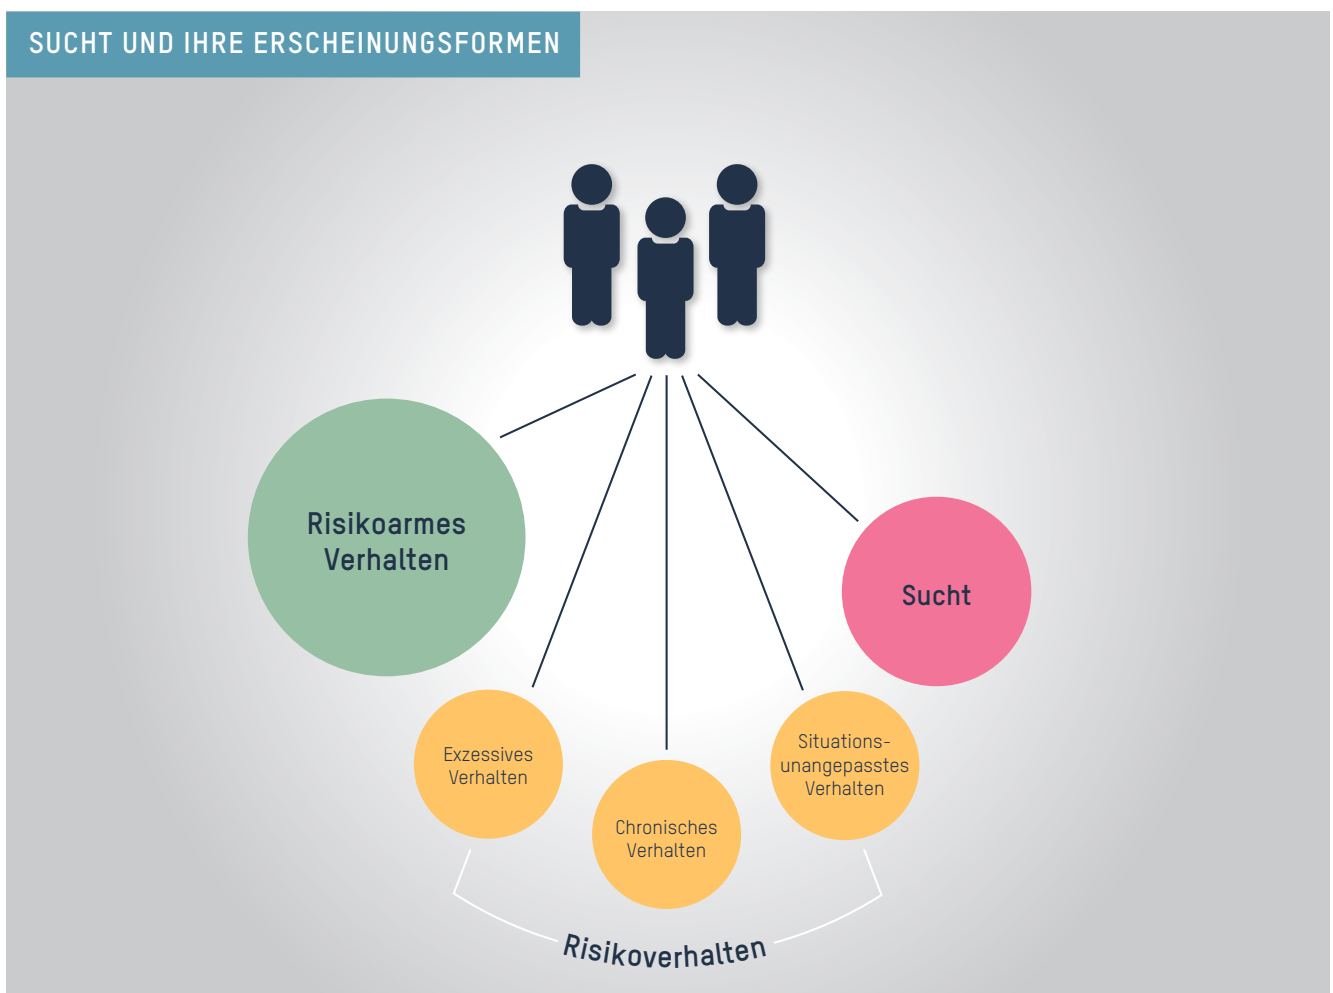 SUCHT UND IHRE ERSCHEINUNGSFORMEN
Risikoarmes
Verhalten
Sucht
Exzessives
Verhalten
Chronisches
Verhalten
Situations-
unangepasstes
Verhalten
Risikoverhalten